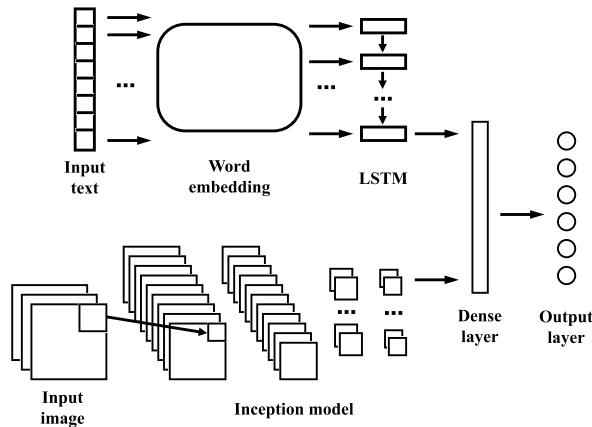 Input
text
Word
embedding
LSTM
Input
image
Inception model
Dense
layer
Output
layer